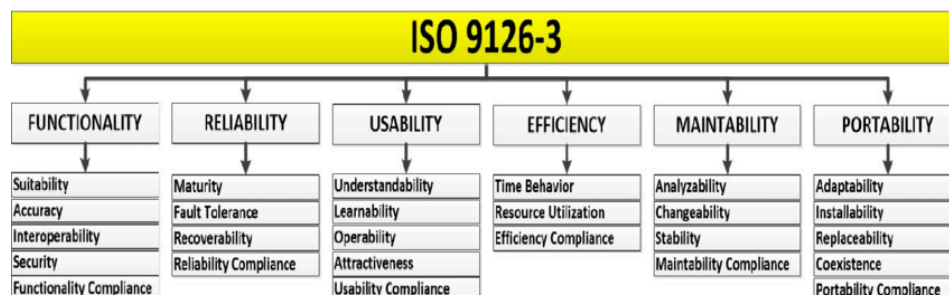 ISO 9126-3
FUNCTIONALITY
RELIABILITY
USABILITY
EFFICIENCY
MAINTABILITY
PORTABILITY
Suitability
Accuracy
Interoperability
Security
Functionality Compliance
Maturity
Fault Tolerance
Recoverability
Reliability Compliance
Understandability
Learnability
Operability
Attractiveness
Usability Compliance
Time Behavior
Resource Utilization
Efficiency Compliance
Analyzability
Changeability
Stability
Maintability Compliance
Adaptability
Installability
Replaceability
Coexistence
Portability Compliance